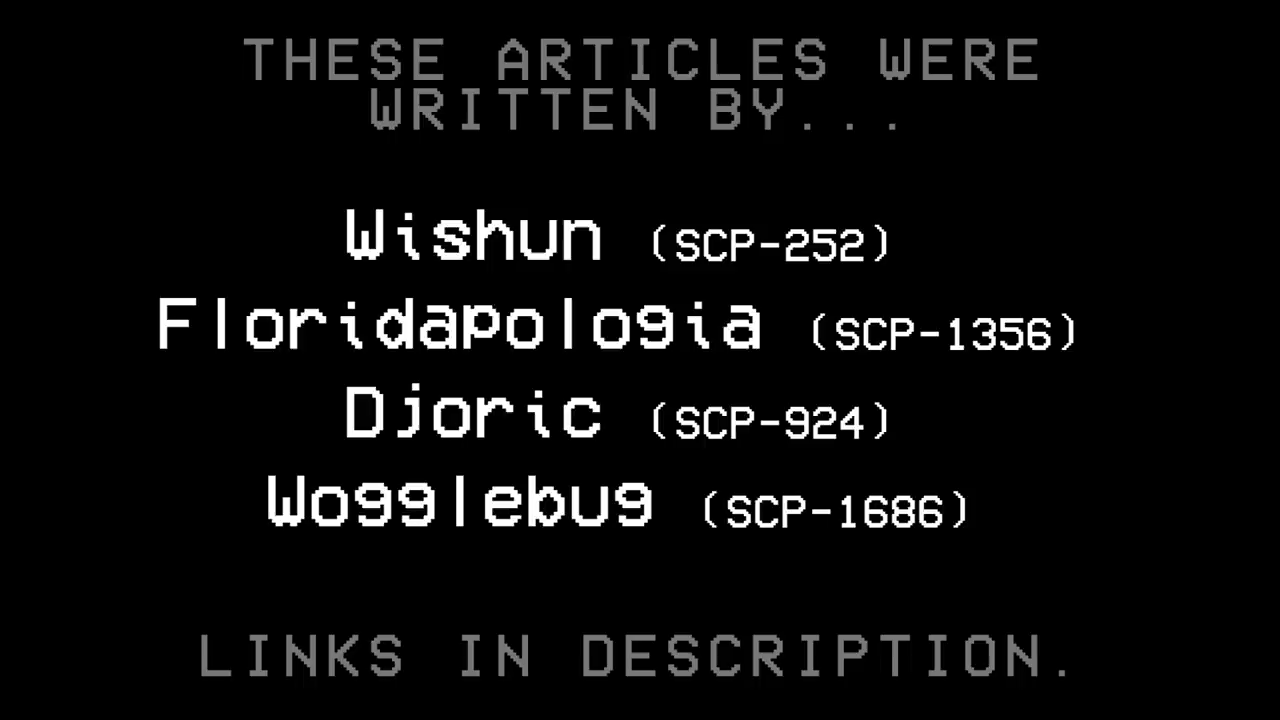 THESE ARTICLES WERE
WRITTEN BY...
Wishun (SCP-252)
Floridapologia (SCP-1356)
Djoric (SCP-924)
Wogglebug (SCP-1686)
LINKS IN DESCRIPTION.